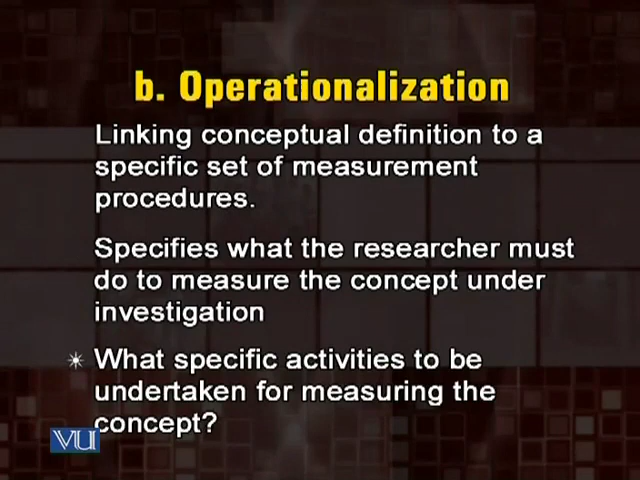 b. Operationalization
Linking conceptual definition to a
specific set of measurement
procedures.
Specifies what the researcher must
do to measure the concept under
investigation
What specific activities to be
undertaken for measuring the
concept?
VU